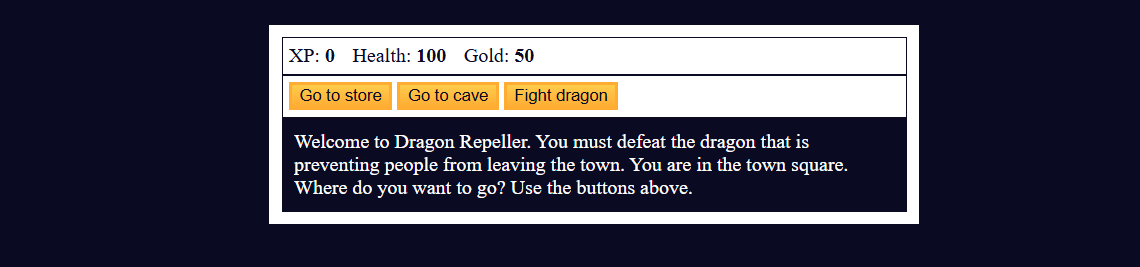 XP: 0 Health: 100 Gold: 50
Go to store Go to cave Fight dragon
Welcome to Dragon Repeller. You must defeat the dragon that is
preventing people from leaving the town. You are in the town square.
Where do you want to go? Use the buttons above.